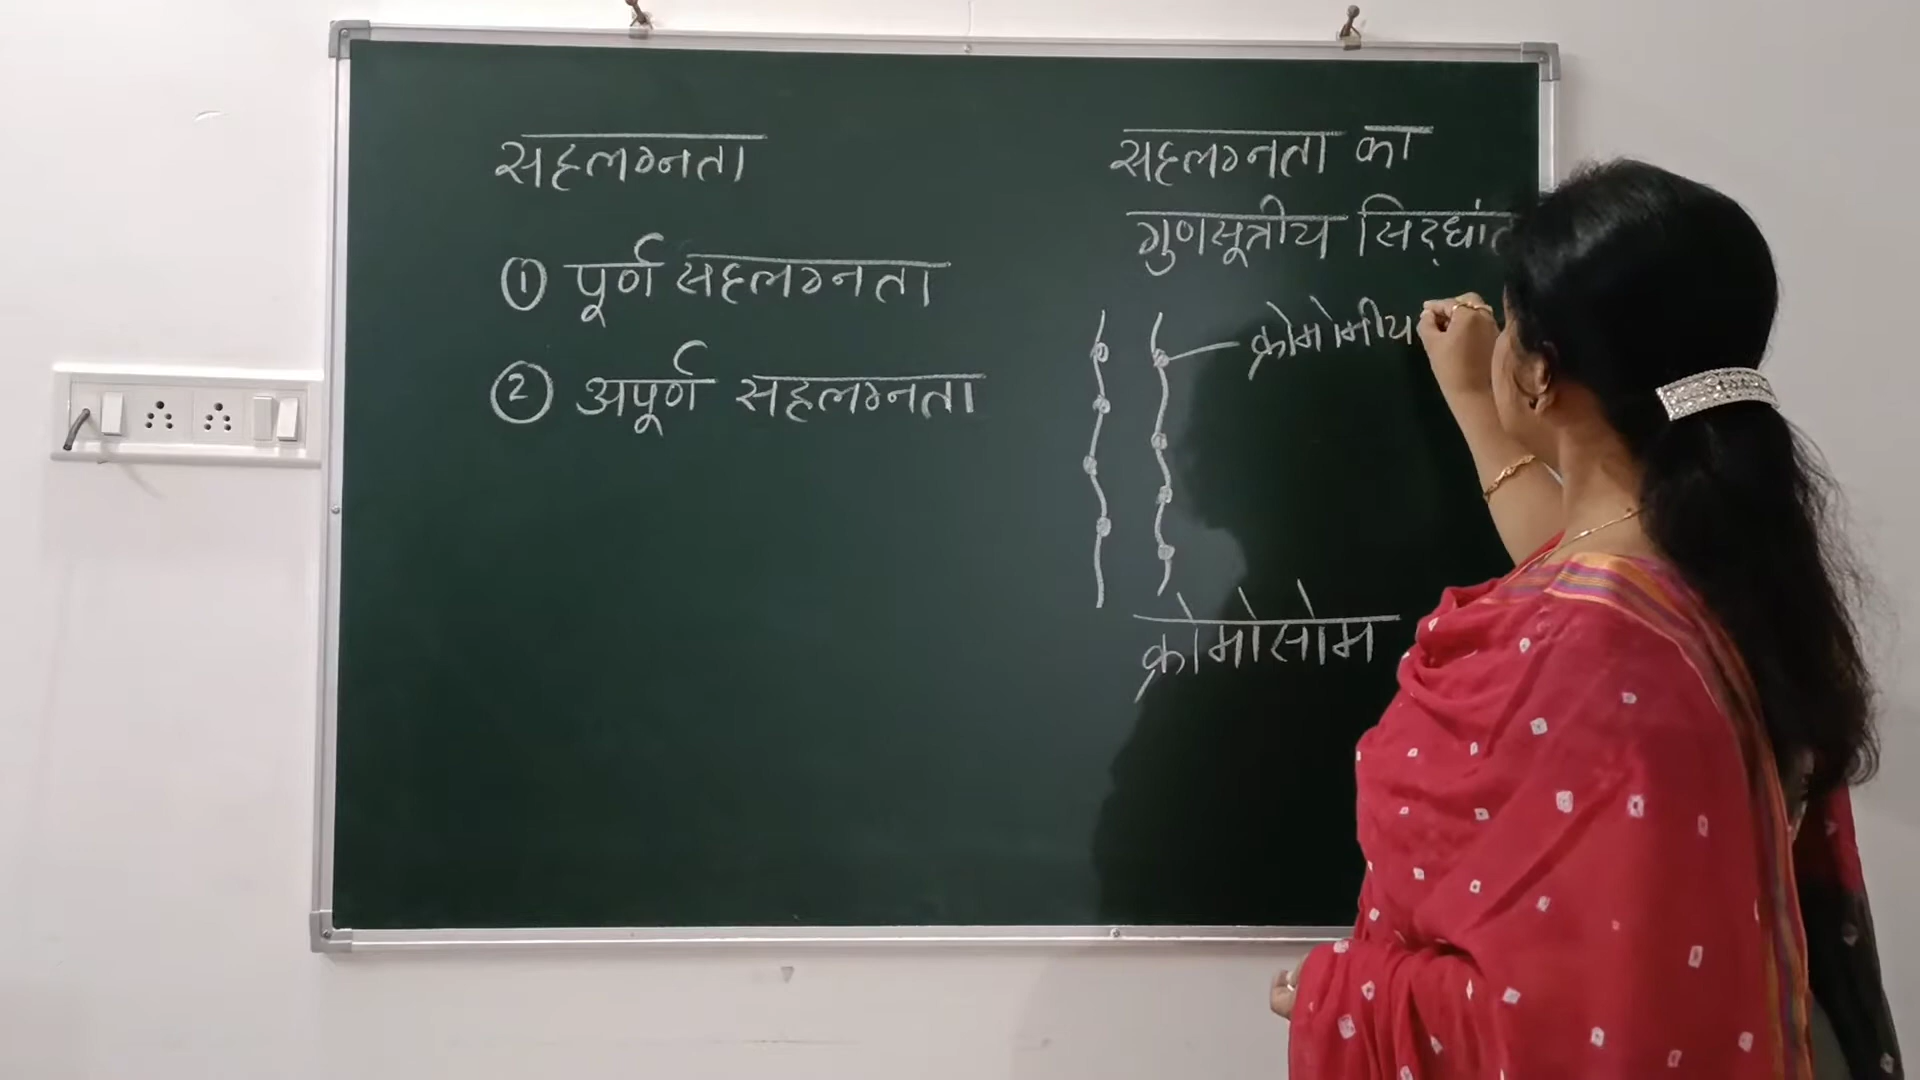 सहलग्नता
① पूर्ण सहलग्नता
② अपूर्ण सहलग्नता
सहलग्नता का
गुणसूत्रीय सिद्धांत
क्रोमोमीय
क्रोमोसोम